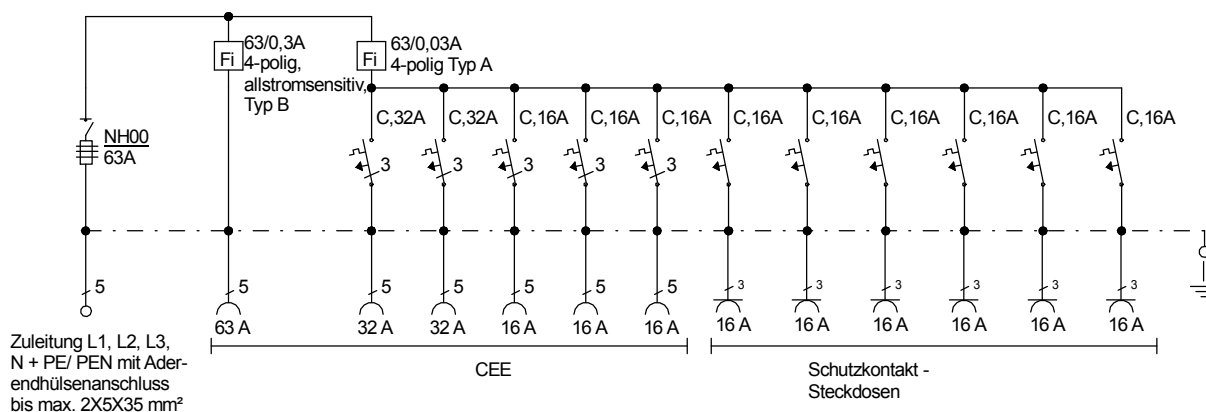 63/0,3A
4-polig,
allstromsensitiv,
Typ B
Fi
63/0,03A
4-polig Typ A
Fi
C,32A
C,32A
C,16A
C,16A
C,16A
C,16A
C,16A
C,16A
C,16A
C,16A
C,16A
NH00
63A
3
3
3
3
3
5
5
5
5
5
5
5
3
3
3
3
3
3
63 A
32 A
32 A
16 A
16 A
16 A
16 A
16 A
16 A
16 A
16 A
16 A
Zuleitung L1, L2, L3,
N + PE/ PEN mit Ader-
endhülsenanschluss
bis max. 2X5X35 mm²
CEE
Schutzkontakt -
Steckdosen